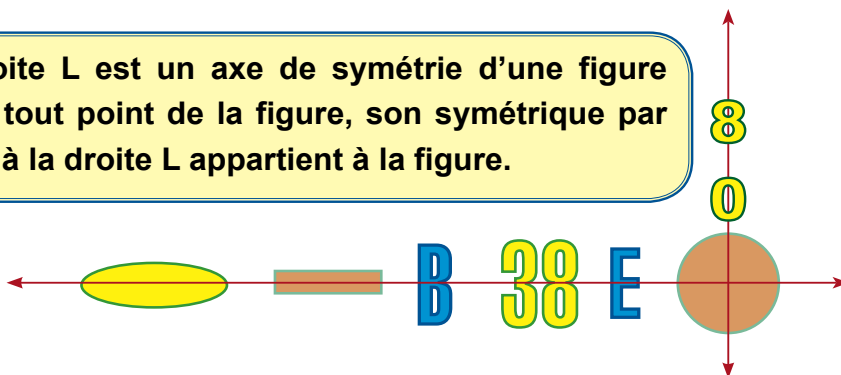 oite L est un axe de symétrie d’une figure
tout point de la figure, son symétrique par
à la droite L appartient à la figure.
8
0
B 38 E